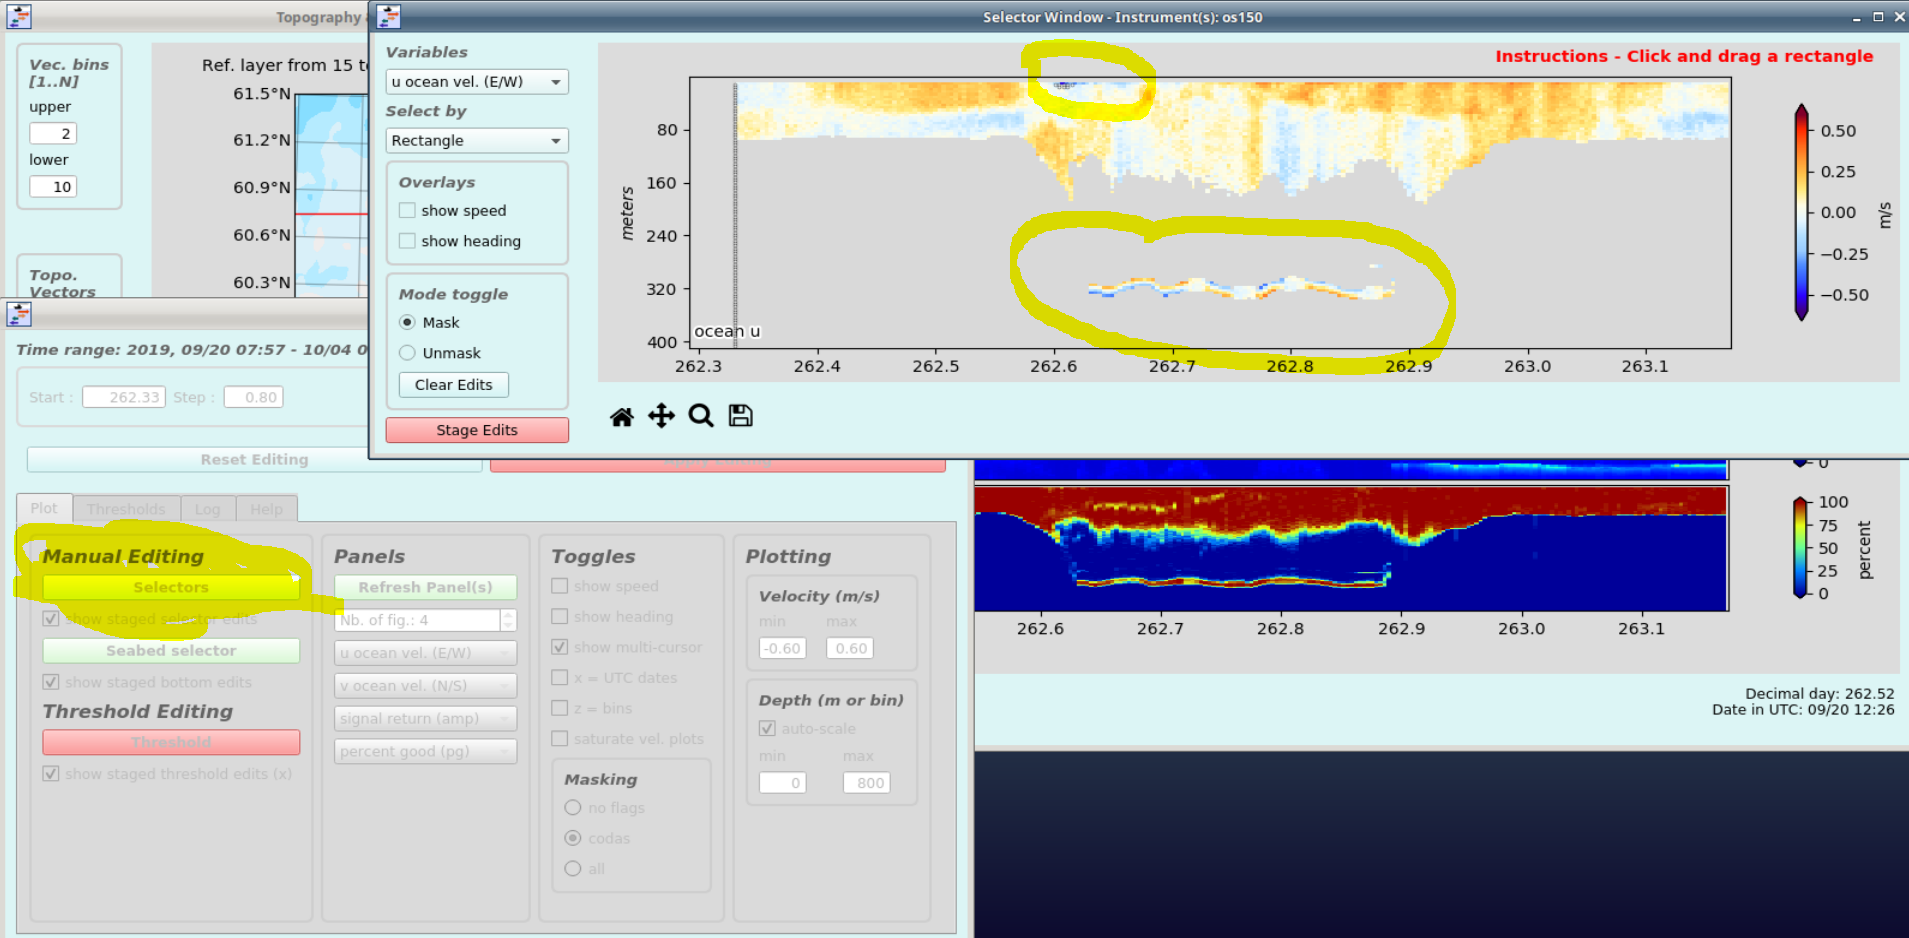 Topography
Selector Window - Instrument(s): os150
Vec. bins
[1..N]
upper
2
lower
10
Topo.
Vectors
Ref. layer from 15 t
61.5°N
61.2°N
60.9°N
60.6°N
60.3°N
Variables
u ocean vel. (E/W)
Select by
Rectangle
Overlays
show speed
show heading
Mode toggle
Mask
Unmask
Clear Edits
Stage Edits
Instructions - Click and drag a rectangle
meters
80
160
240
320
400
ocean u
262.3 262.4 262.5 262.6 262.7 262.8 262.9 263.0 263.1
0.50
0.25
0.00
−0.25
−0.50
m/s
Time range: 2019, 09/20 07:57 - 10/04 0
Start : 262.33 Step : 0.80
Reset Editing
Plot Thresholds Log Help
Manual Editing
Selectors
show staged selector edits
Seabed selector
show staged bottom edits
Threshold Editing
Threshold
show staged threshold edits (x)
Panels
Refresh Panel(s)
Nb. of fig.: 4
u ocean vel. (E/W)
v ocean vel. (N/S)
signal return (amp)
percent good (pg)
Toggles
show speed
show heading
show multi-cursor
x = UTC dates
z = bins
saturate vel. plots
Masking
no flags
codas
all
Plotting
Velocity (m/s)
min max
-0.60 0.60
Depth (m or bin)
auto-scale
min max
0 800
0
100
75
50
25
0
percent
262.6 262.7 262.8 262.9 263.0 263.1
Decimal day: 262.52
Date in UTC: 09/20 12:26